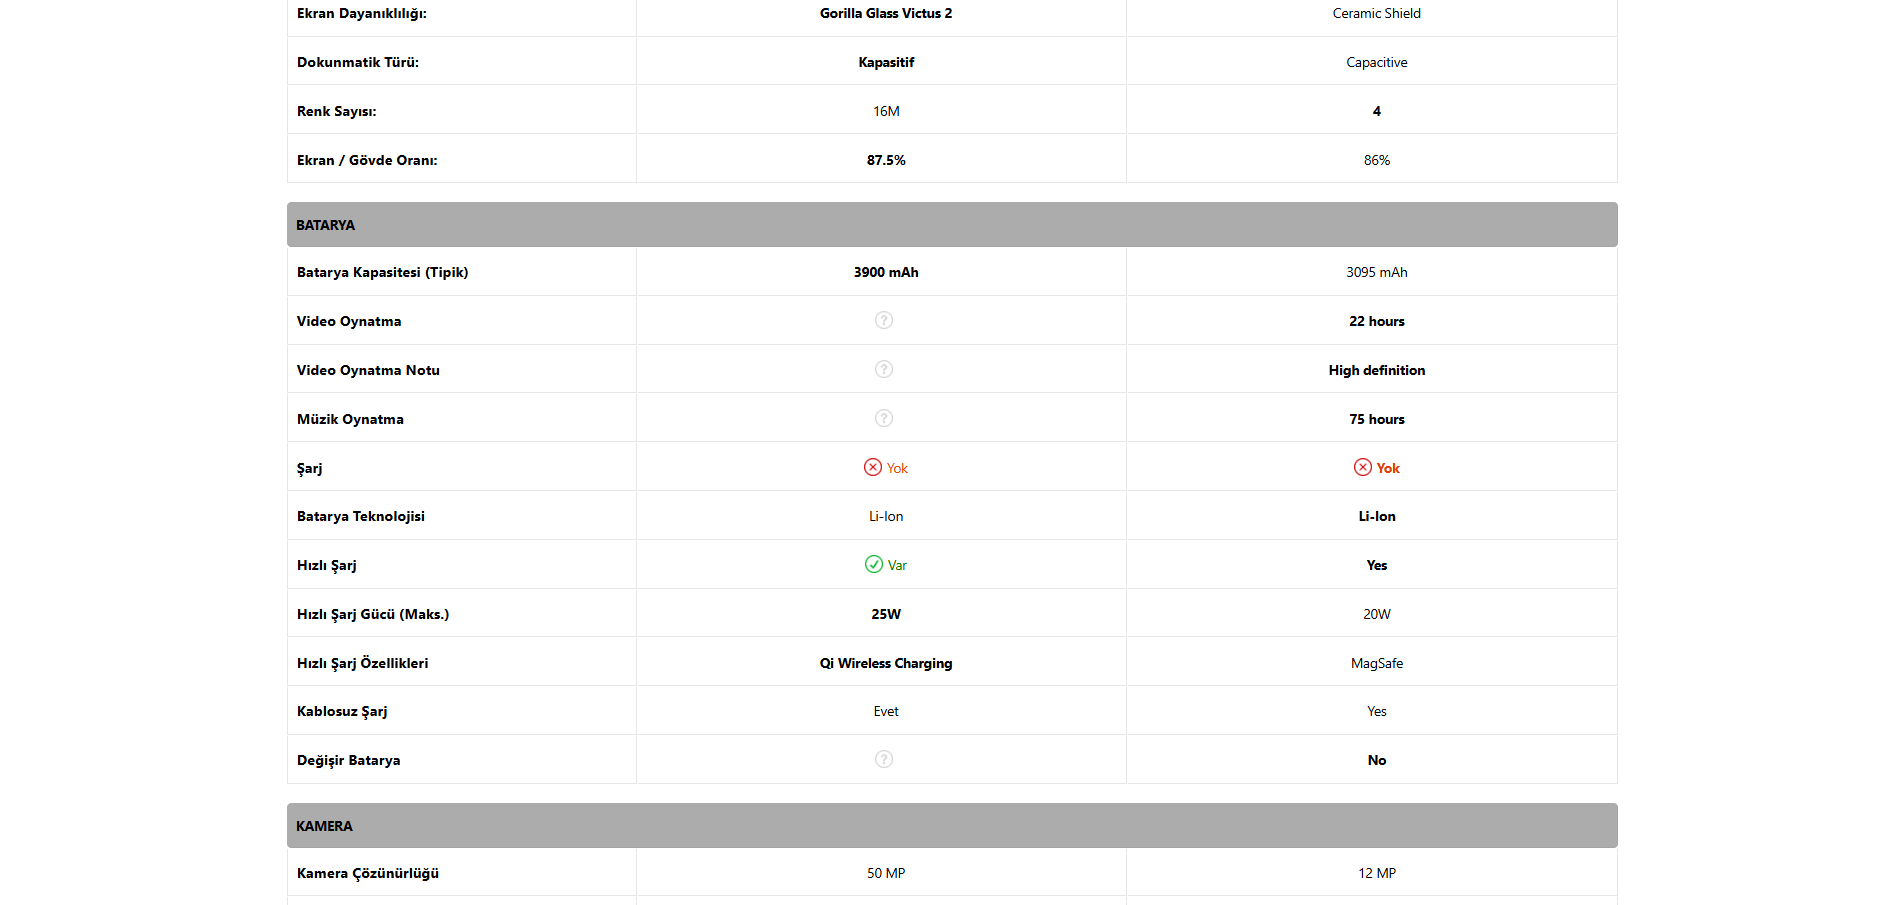 Ekran Dayanıklılığı: Gorilla Glass Victus 2 Ceramic Shield
Dokunmatik Türü: Kapasitif Capacitive
Renk Sayısı: 16M 4
Ekran / Gövde Oranı: 87.5% 86%
BATARYA
Batarya Kapasitesi (Tipik) 3900 mAh 3095 mAh
Video Oynatma ? 22 hours
Video Oynatma Notu ? High definition
Müzik Oynatma ? 75 hours
Şarj Yok Yok
Batarya Teknolojisi Li-Ion Li-Ion
Hızlı Şarj Var Yes
Hızlı Şarj Gücü (Maks.) 25W 20W
Hızlı Şarj Özellikleri Qi Wireless Charging MagSafe
Kablosuz Şarj Evet Yes
Değişir Batarya ? No
KAMERA
Kamera Çözünürlüğü 50 MP 12 MP